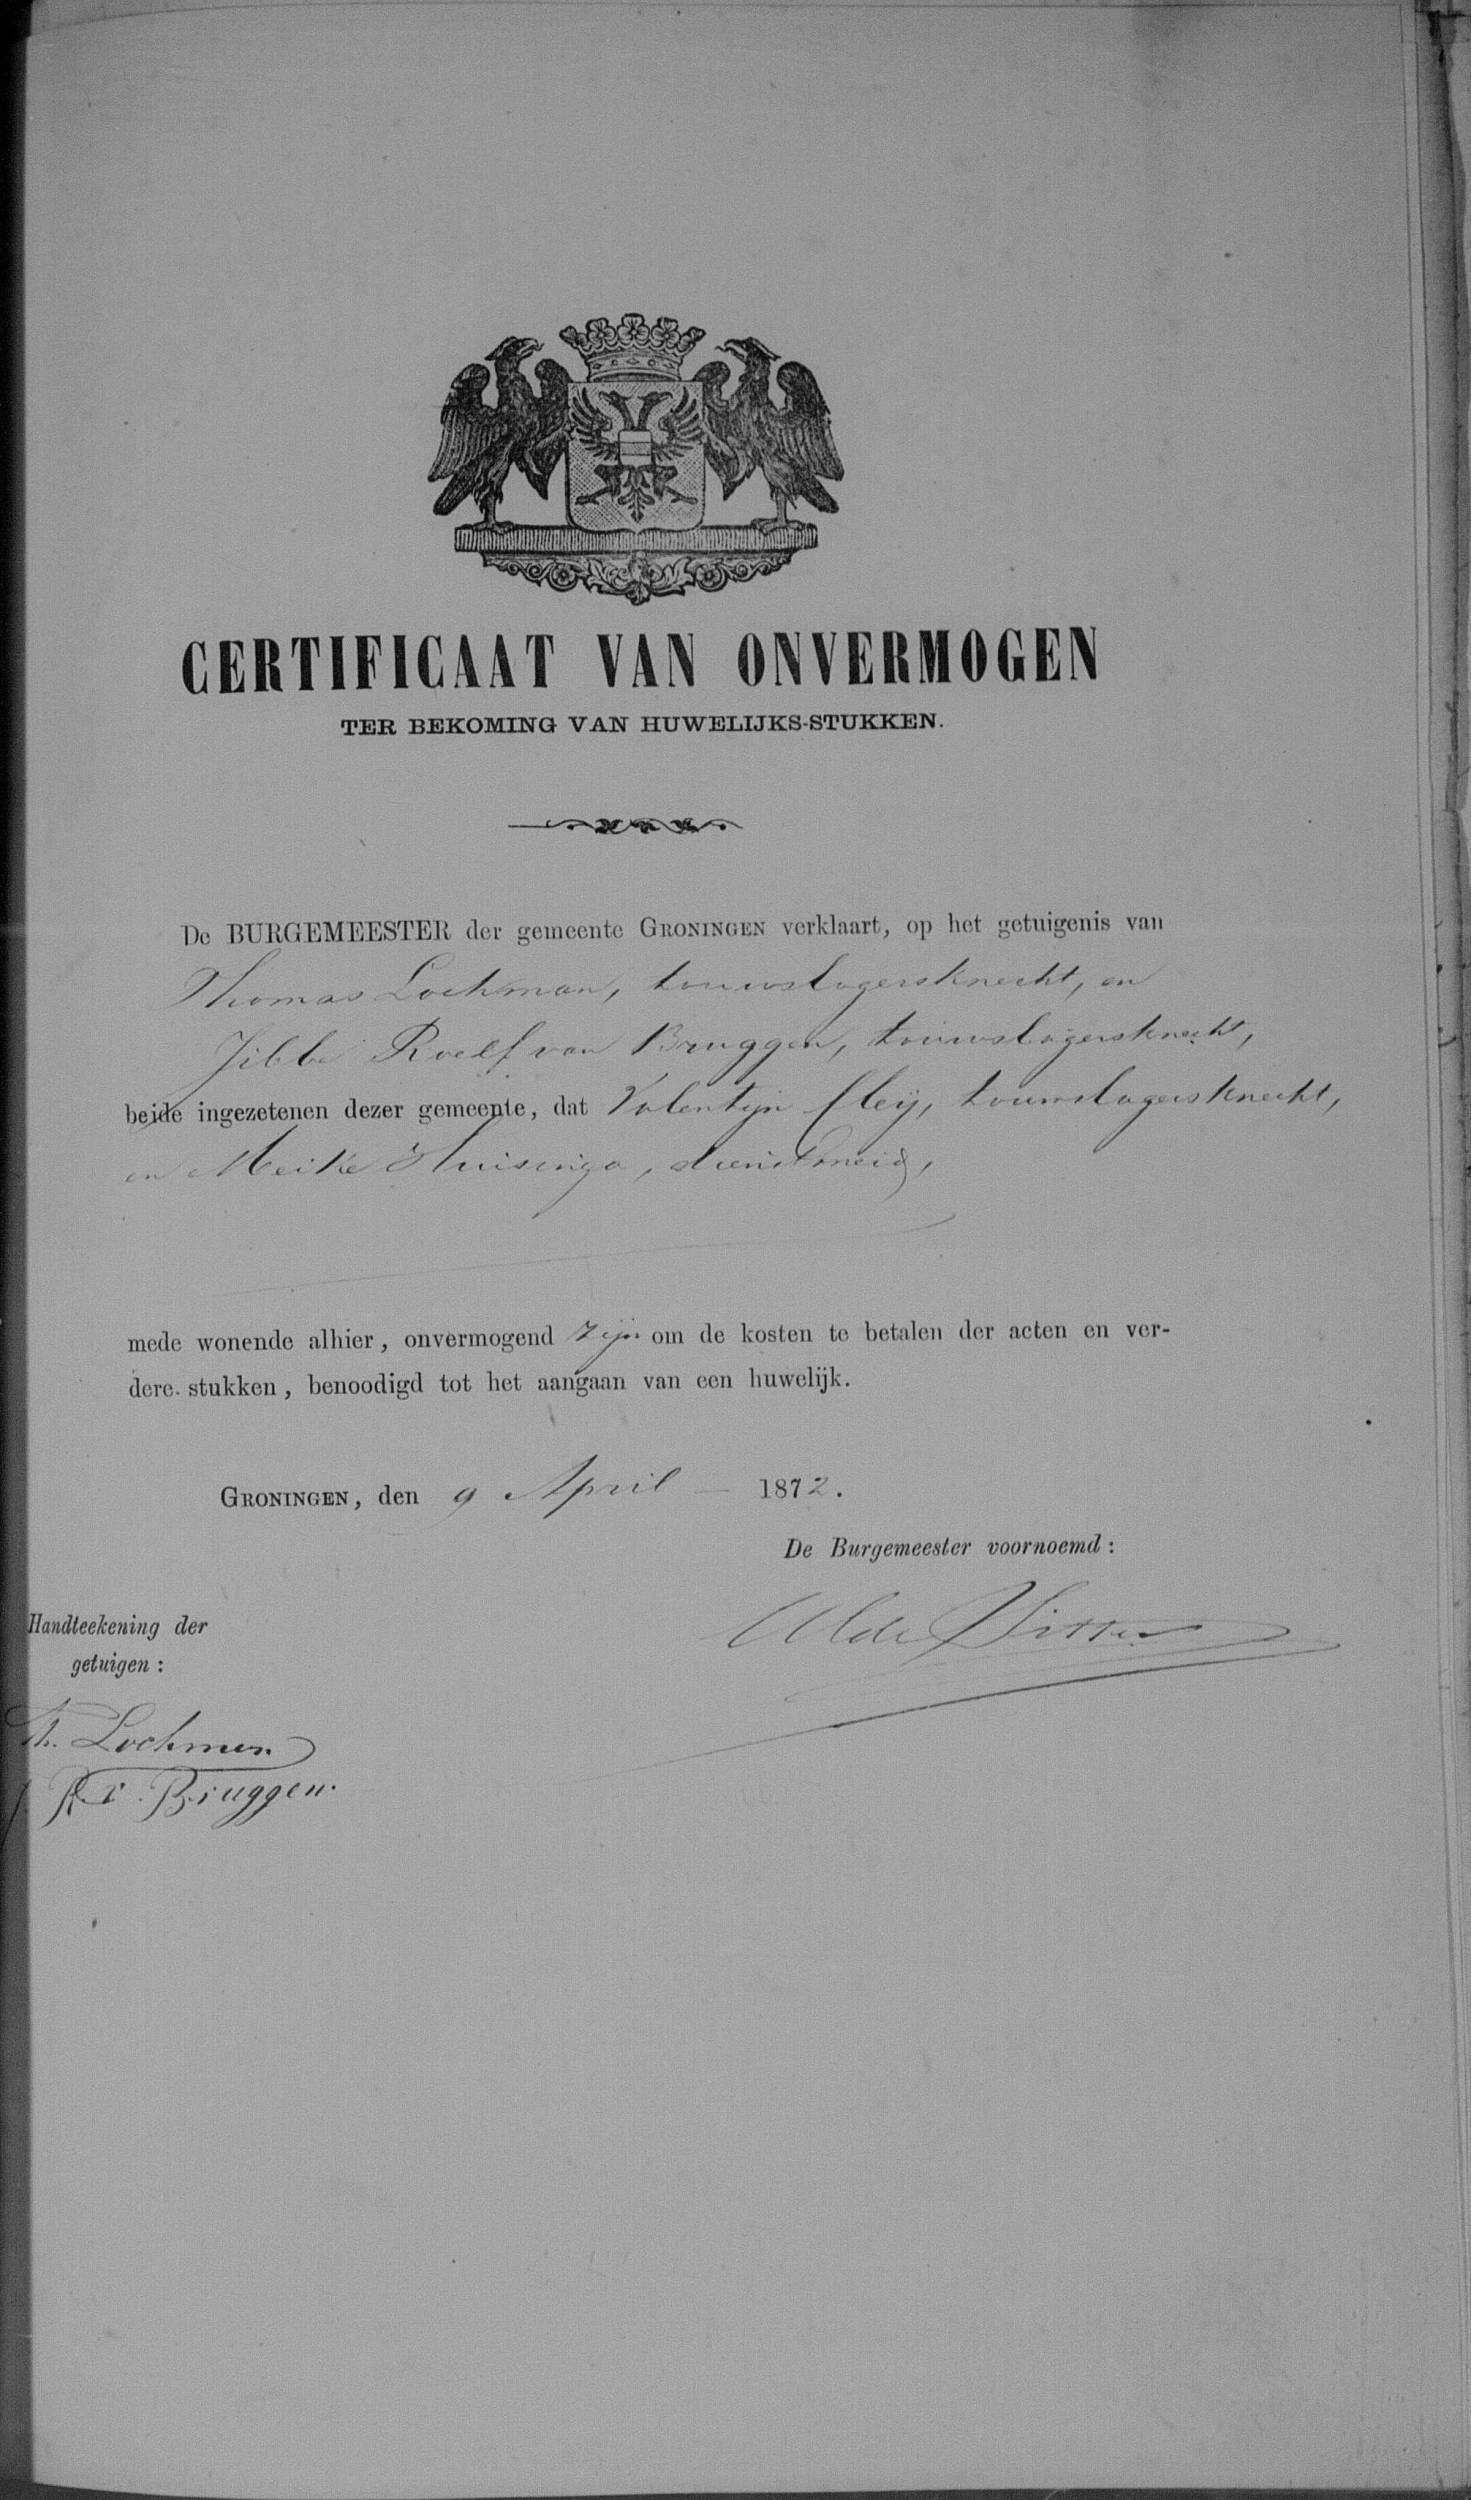 CERTIFICAAT VAN ONVERMOGEN
TER BEKOMING VAN HUWELIJKS-STUKKEN.
De BURGEMEESTER der gemeente GRONINGEN verklaart, op het getuigenis van
Thomas Lochman, touwslagersknecht, en
Jibbe Roelf van Bruggen, touwslagersknecht,
beide ingezetenen dezer gemeente, dat Valentijn Cleij, touwslagersknecht,
en Meike Huisinga, dienstmeid,
mede wonende alhier, onvermogend zijn om de kosten te betalen der acten en ver-
dere stukken, benoodigd tot het aangaan van een huwelijk.
GRONINGEN, den 9 April – 1872.
De Burgemeester voornoemd:
Handteekening der
getuigen:
Th. Lochman
J. R. v. Bruggen.